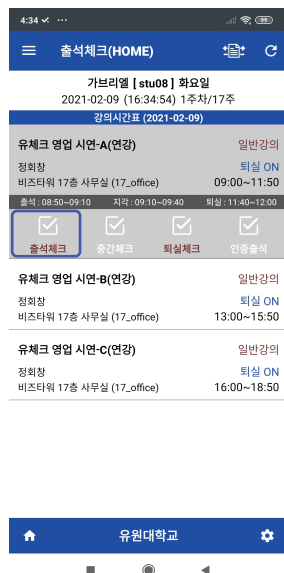 4:34
99
출석체크(HOME)
가브리엘 [ stu08 ] 화요일
2021-02-09 (16:34:54) 1주차/17주
강의시간표 (2021-02-09)
유체크 영업 시연-A(연강) 일반강의
정회창 퇴실 ON
비즈타워 17층 사무실 (17_office) 09:00~11:50
출석 : 08:50~09:10 지각 : 09:10~09:40 퇴실 : 11:40~12:00
출석체크 중간체크 퇴실체크 인증출석
유체크 영업 시연-B(연강) 일반강의
정회창 퇴실 ON
비즈타워 17층 사무실 (17_office) 13:00~15:50
유체크 영업 시연-C(연강) 일반강의
정회창 퇴실 ON
비즈타워 17층 사무실 (17_office) 16:00~18:50
유원대학교